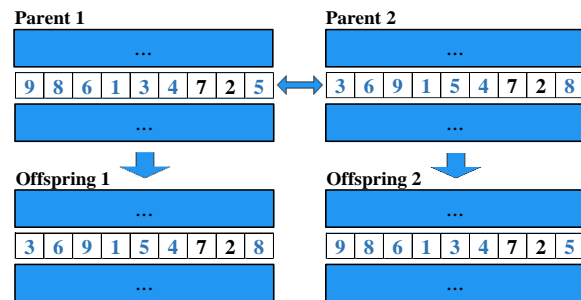 Parent 1
Parent 2
...
...
9 8 6 1 3 4 7 2 5
3 6 9 1 5 4 7 2 8
...
...
Offspring 1
Offspring 2
...
...
3 6 9 1 5 4 7 2 8
9 8 6 1 3 4 7 2 5
...
...